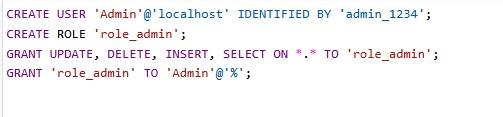 CREATE USER 'Admin'@'localhost' IDENTIFIED BY 'admin_1234';
CREATE ROLE 'role_admin';
GRANT UPDATE, DELETE, INSERT, SELECT ON *.* TO 'role_admin';
GRANT 'role_admin' TO 'Admin'@'%';